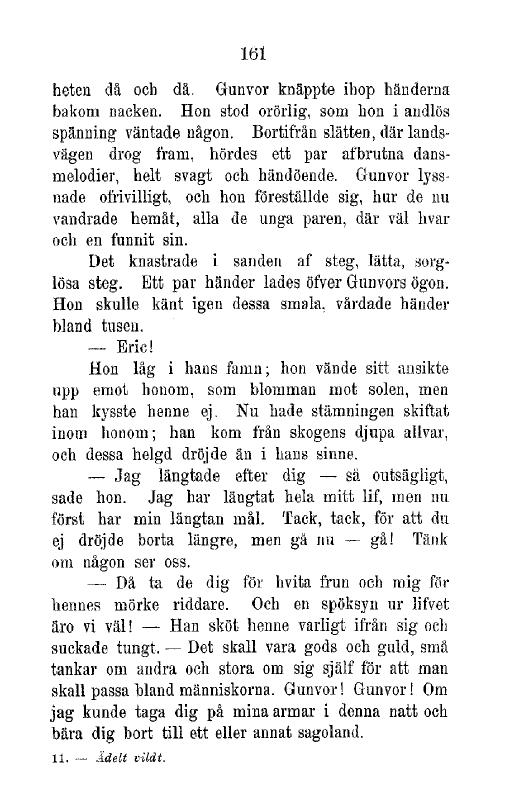 161
heten då och då. Gunvor knäppte ihop händerna
bakom nacken. Hon stod orörlig, som hon i andlös
spänning väntade någon. Bortifrån slätten, där lands-
vägen drog fram, hördes ett par afbrutna dans-
melodier, helt svagt och händöende. Gunvor lyss-
nade ofrivilligt, och hon föreställde sig, hur de nu
vandrade hemåt, alla de unga paren, där väl hvar
och en funnit sin.
Det knastrade i sanden af steg, lätta, sorg-
lösa steg. Ett par händer lades öfver Gunvors ögon.
Hon skulle känt igen dessa smala, vårdade händer
bland tusen.
— Eric!
Hon låg i hans famn; hon vände sitt ansikte
upp emot honom, som blomman mot solen, men
han kysste henne ej. Nu hade stämningen skiftat
inom honom; han kom från skogens djupa allvar,
och dessa helgd dröjde än i hans sinne.
— Jag längtade efter dig — så outsägligt,
sade hon. Jag har längtat hela mitt lif, men nu
först har min längtan mål. Tack, tack, för att du
ej dröjde borta längre, men gå nu — gå! Tänk
om någon ser oss.
— Då ta de dig för hvita frun och mig för
hennes mörke riddare. Och en spöksyn ur lifvet
äro vi väl! — Han sköt henne varligt ifrån sig och
suckade tungt. — Det skall vara gods och guld, små
tankar om andra och stora om sig själf för att man
skall passa bland människorna. Gunvor! Gunvor! Om
jag kunde taga dig på mina armar i denna natt och
bära dig bort till ett eller annat sagoland.
11. — Ädelt vildt.